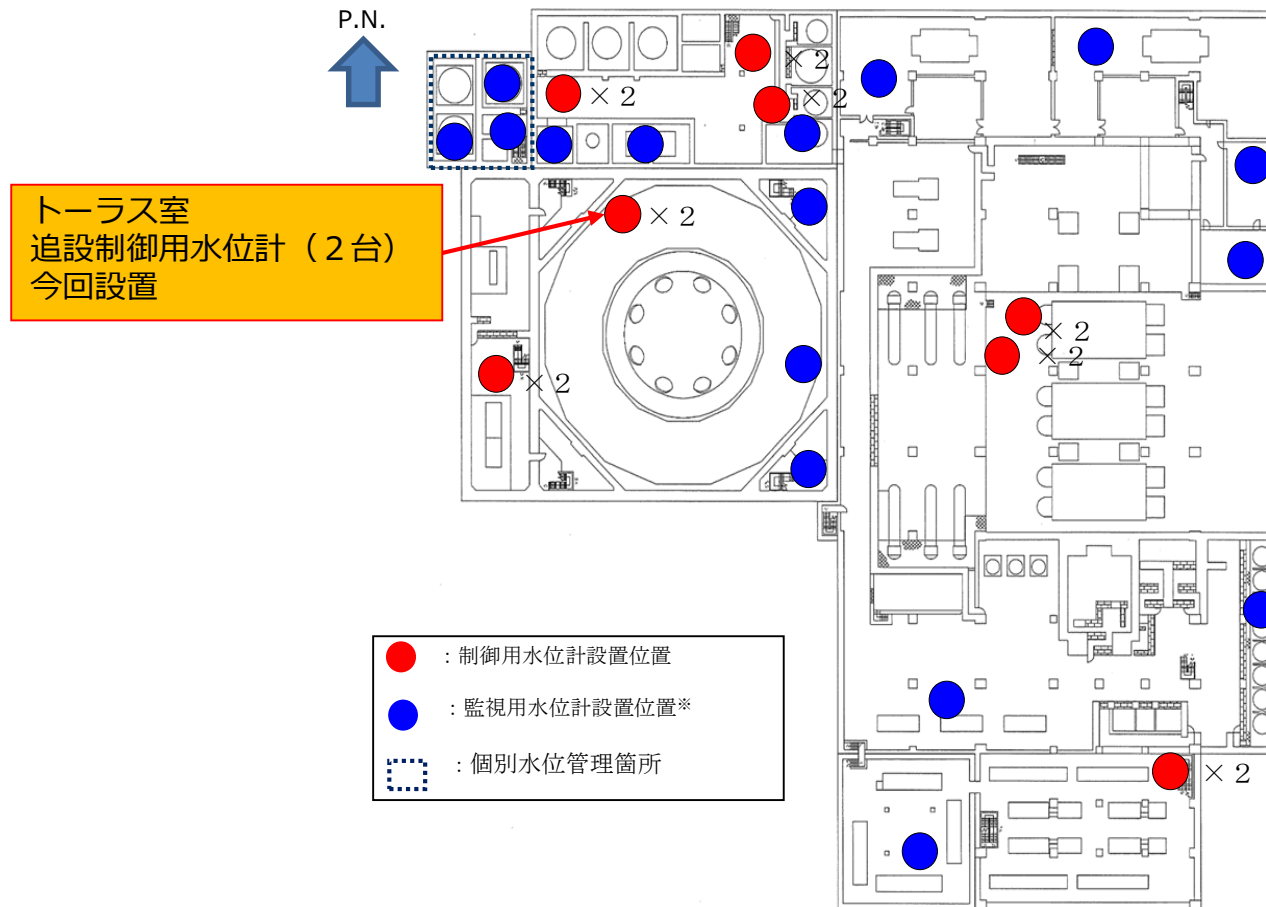 P.N.
× 2
× 2
× 2
トーラス室
追設制御用水位計（２台）
今回設置
× 2
× 2
× 2
× 2
：制御用水位計設置位置
：監視用水位計設置位置※
：個別水位管理箇所
× 2